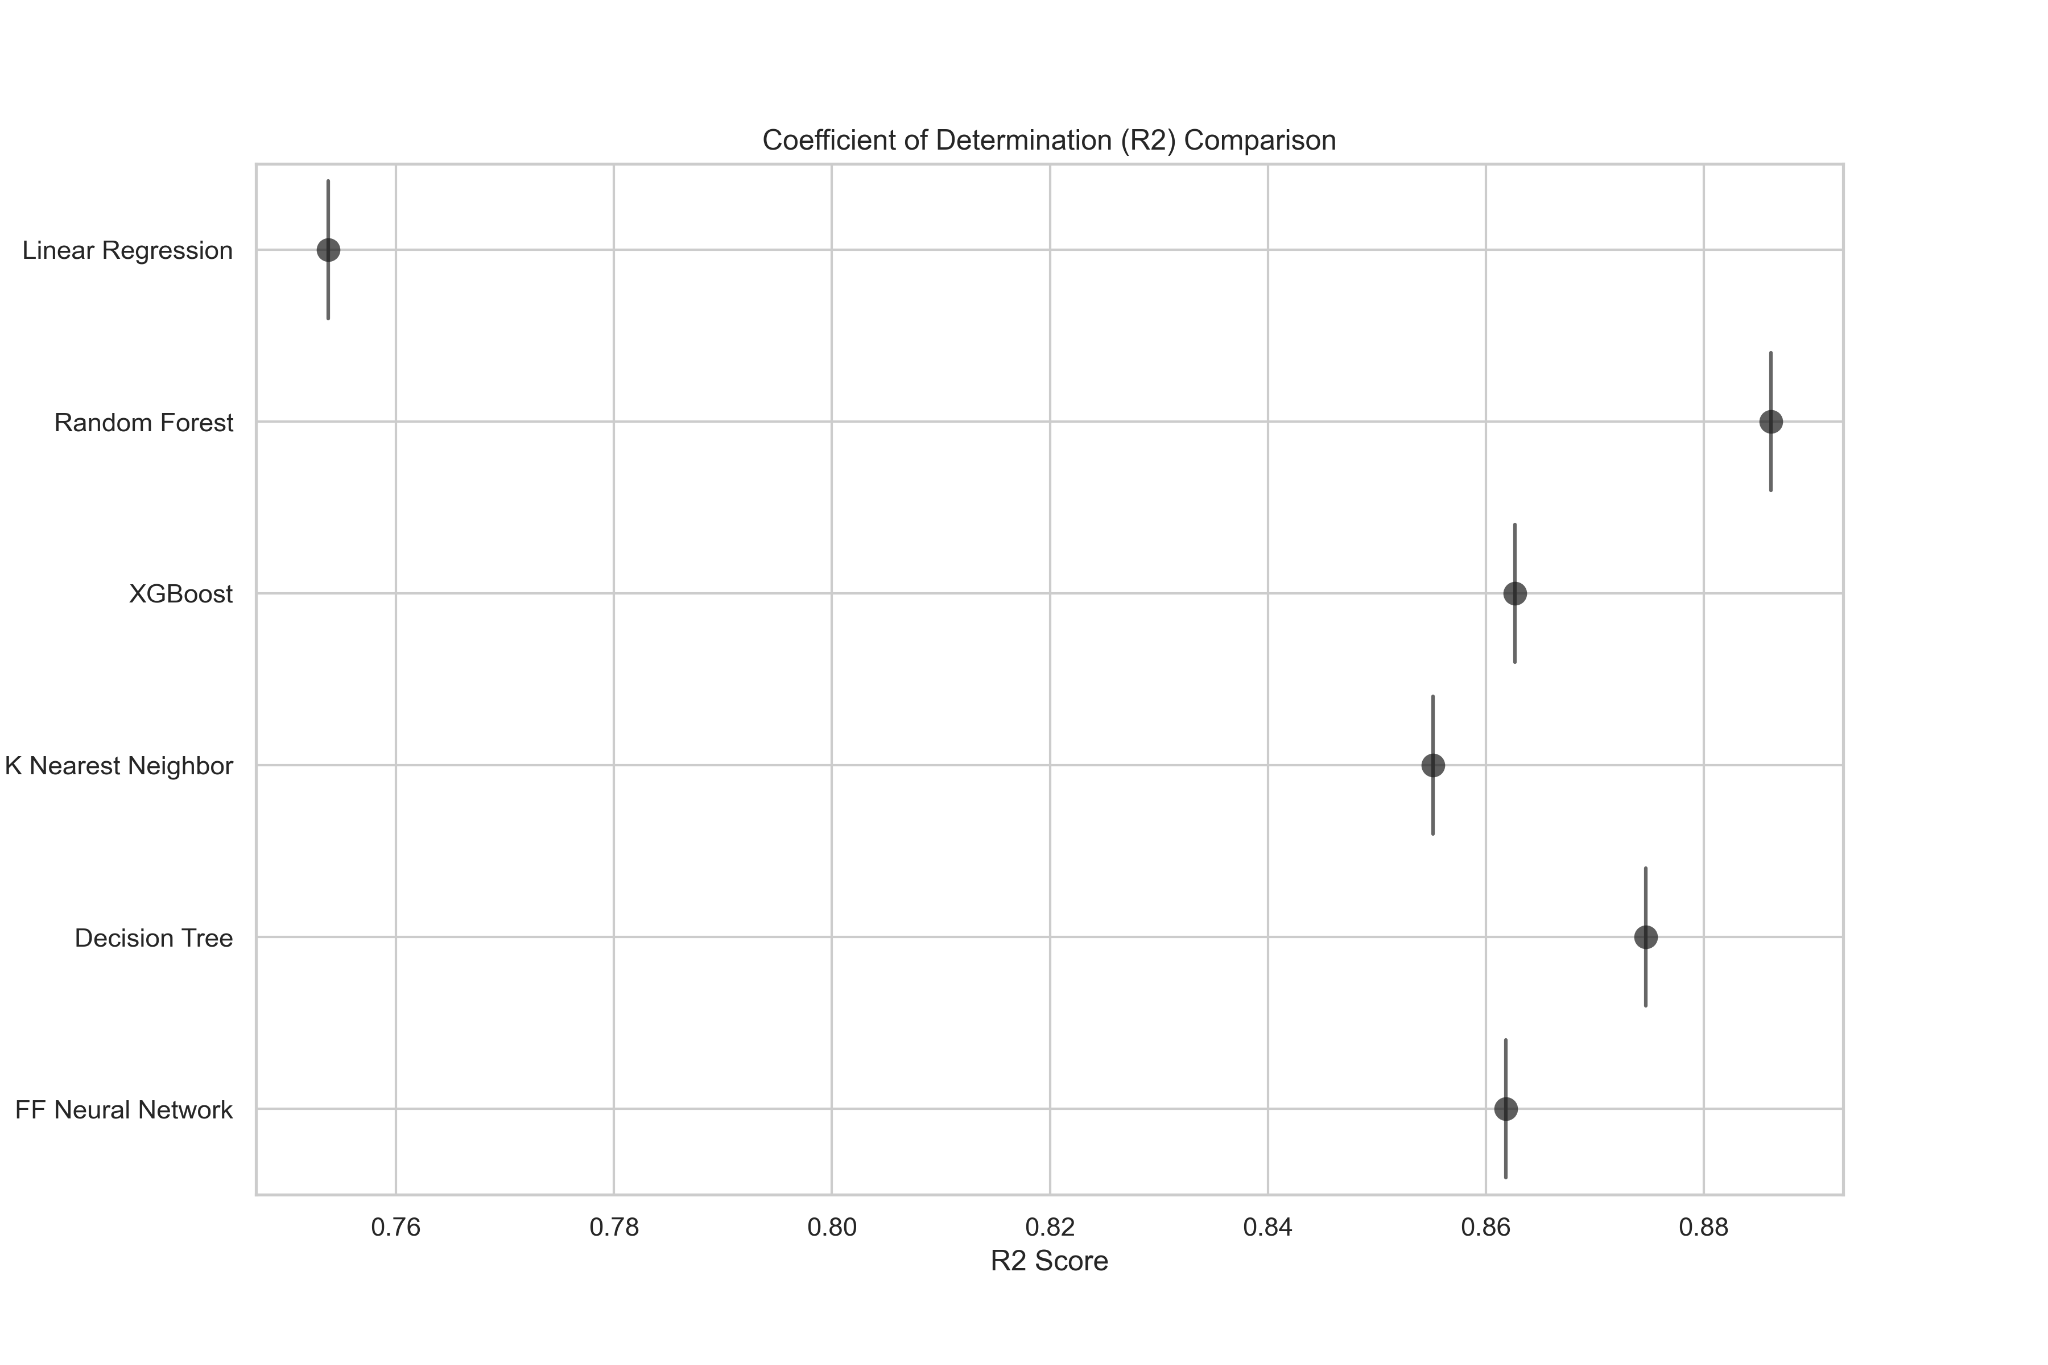 Coefficient of Determination (R2) Comparison
Linear Regression
Random Forest
XGBoost
K Nearest Neighbor
Decision Tree
FF Neural Network
0.76 0.78 0.80 0.82 0.84 0.86 0.88
R2 Score